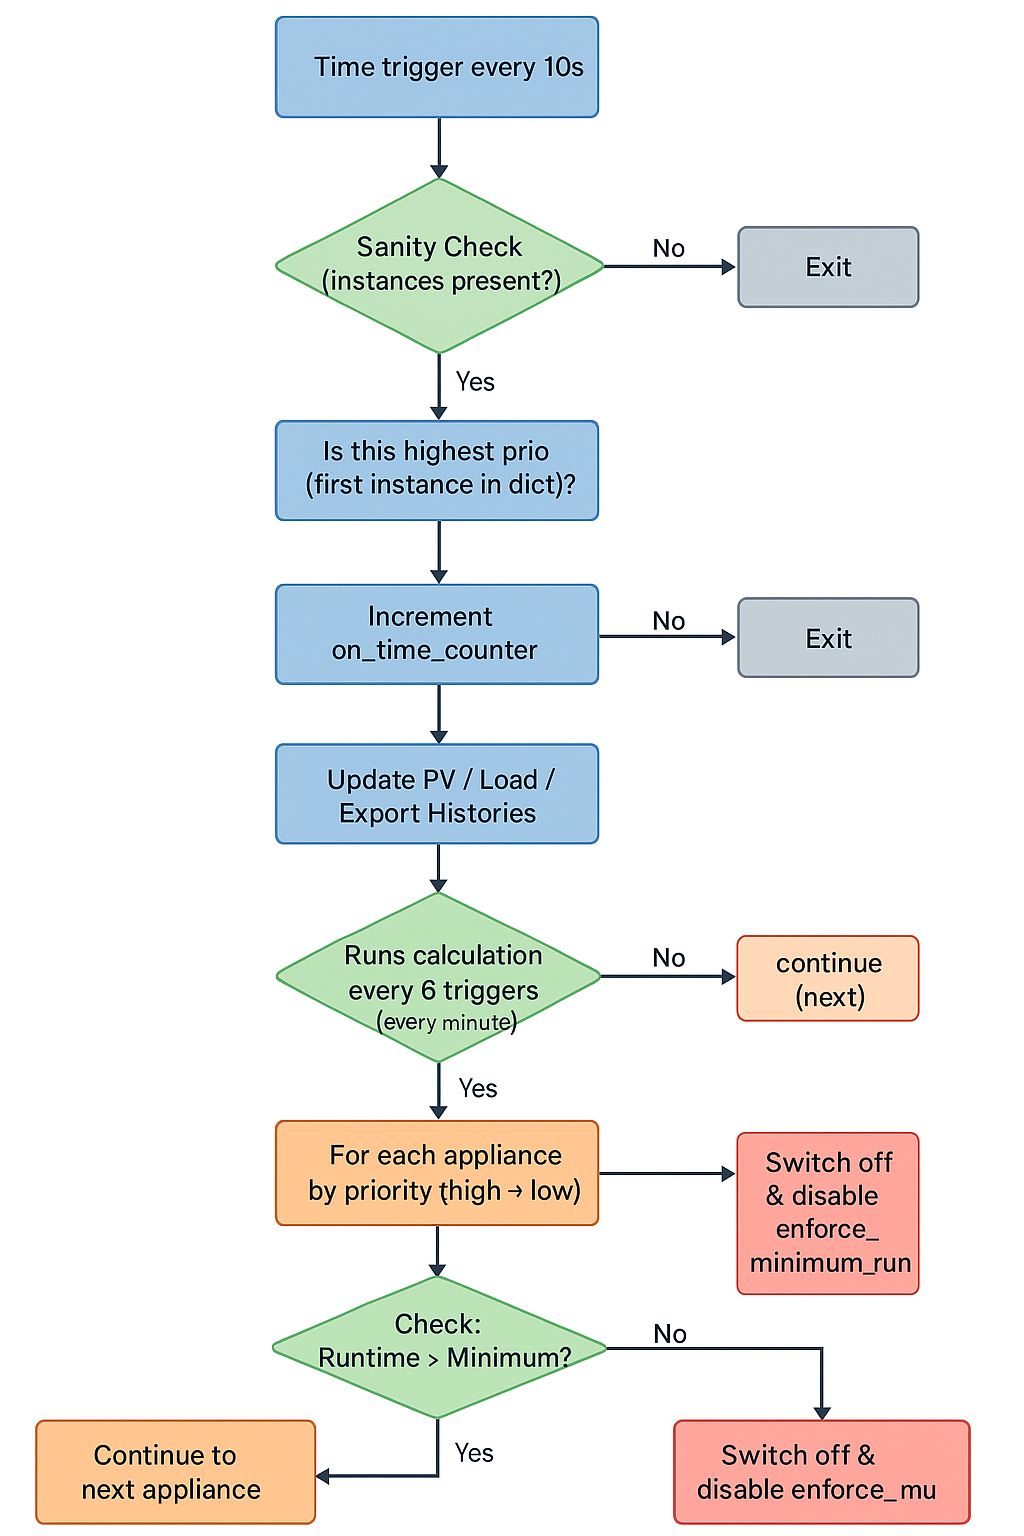 Time trigger every 10s
Sanity Check
(instances present?)
No
Exit
Yes
Is this highest prio
(first instance in dict)?
Increment
on_time_counter
No
Exit
Update PV / Load /
Export Histories
Runs calculation
every 6 triggers
(every minute)
No
continue
(next)
Yes
For each appliance
by priority (high → low)
Switch off
& disable
enforce_
minimum_run
Check:
Runtime > Minimum?
No
Yes
Continue to
next appliance
Switch off &
disable enforce_mu